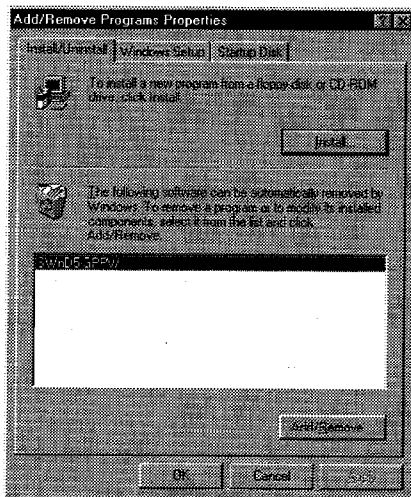 Add/Remove Programs Properties
Install/Uninstall Windows Setup Startup Disk
To install a new program from a floppy disk or CD-ROM
drive, click Install.
Install...
The following software can be automatically removed by
Windows. To remove a program or to modify its installed
components, select it from the list and click
Add/Remove.
Add/Remove...
OK Cancel Apply